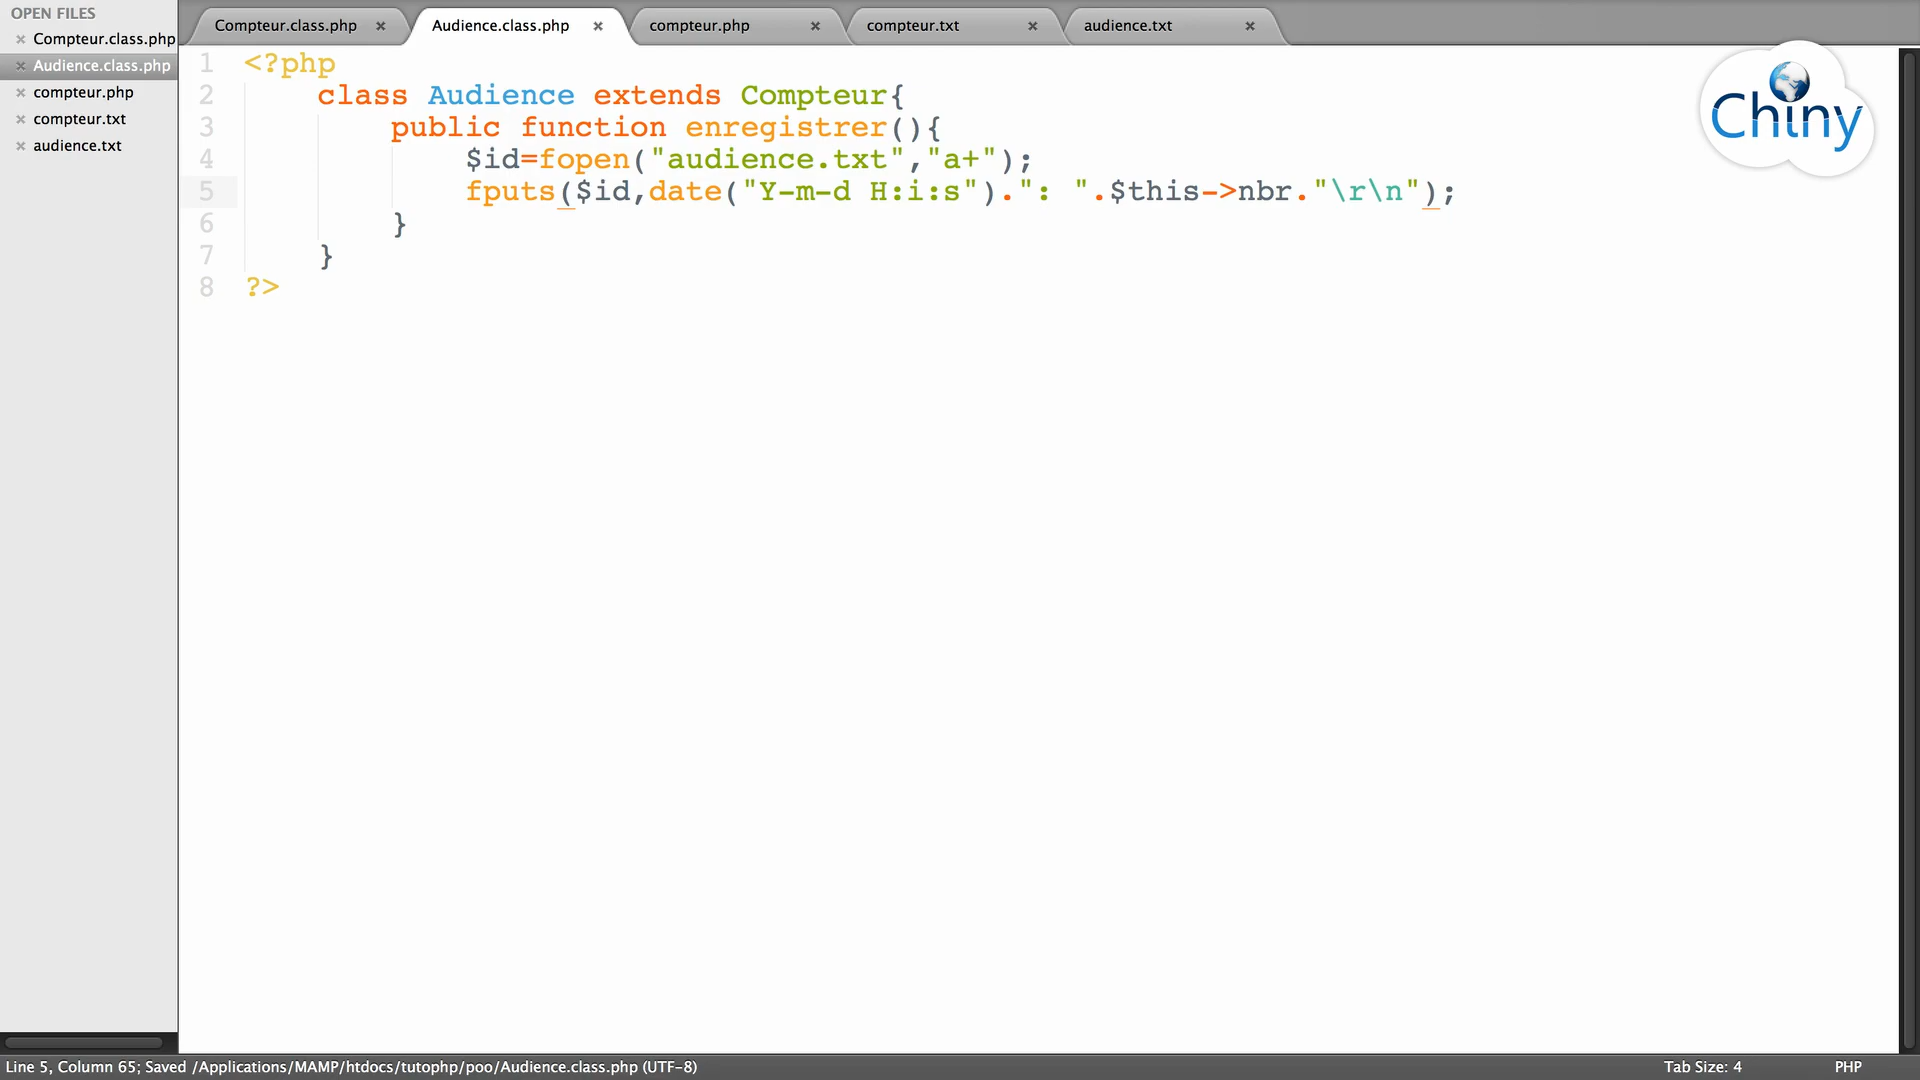 OPEN FILES
Compteur.class.php
Audience.class.php
compteur.php
compteur.txt
audience.txt
Compteur.class.php
Audience.class.php
compteur.php
compteur.txt
audience.txt
1 <?php
2 class Audience extends Compteur{
3 public function enregistrer(){
4 $id=fopen("audience.txt","a+");
5 fputs($id,date("Y-m-d H:i:s").": ".$this->nbr."\r\n");
6 }
7 }
8 ?>
Chiny
Line 5, Column 65; Saved /Applications/MAMP/htdocs/tutophp/poo/Audience.class.php (UTF-8)
Tab Size: 4
PHP